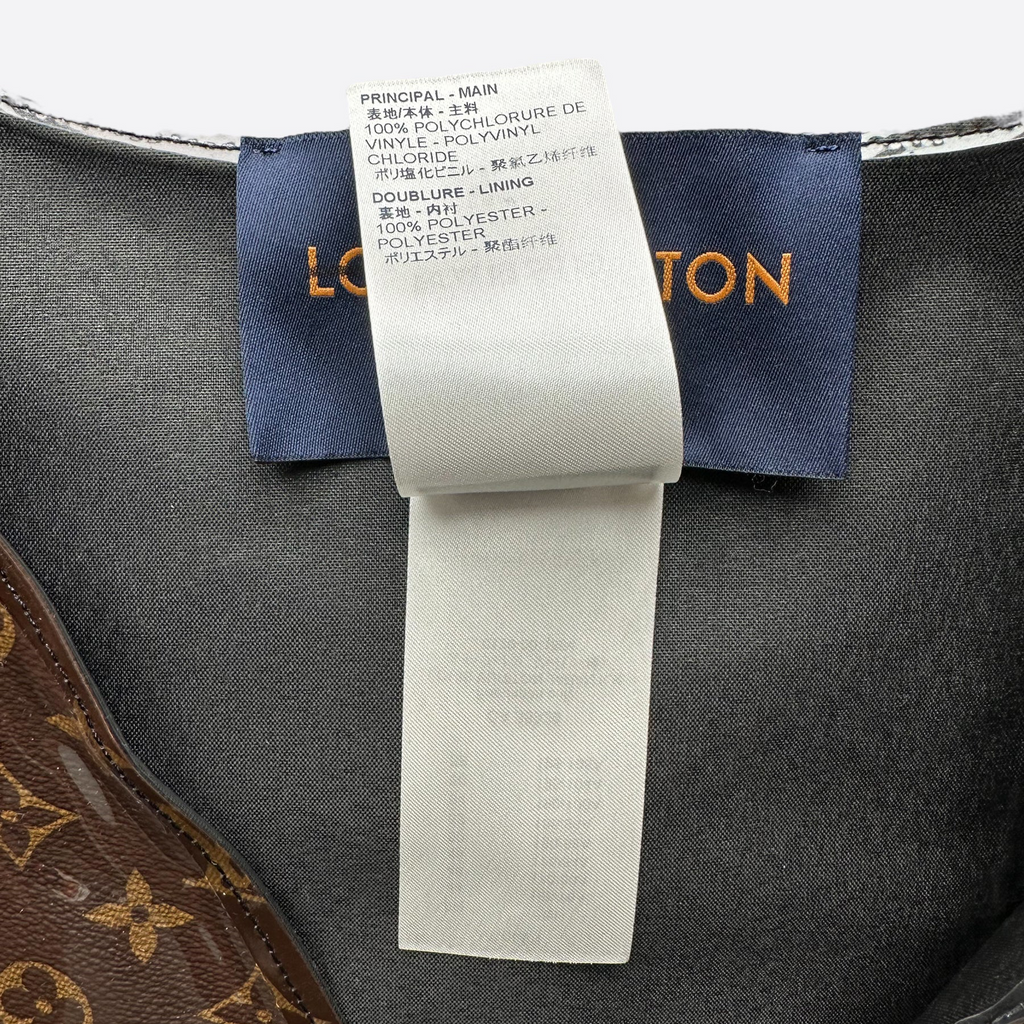 PRINCIPAL - MAIN
表地/本体 - 主料
100% POLYCHLORURE DE
VINYLE - POLYVINYL
CHLORIDE
ポリ塩化ビニル - 聚氯乙烯纤维
DOUBLURE - LINING
裏地 - 内衬
100% POLYESTER -
POLYESTER
ポリエステル - 聚酯纤维
LO TON